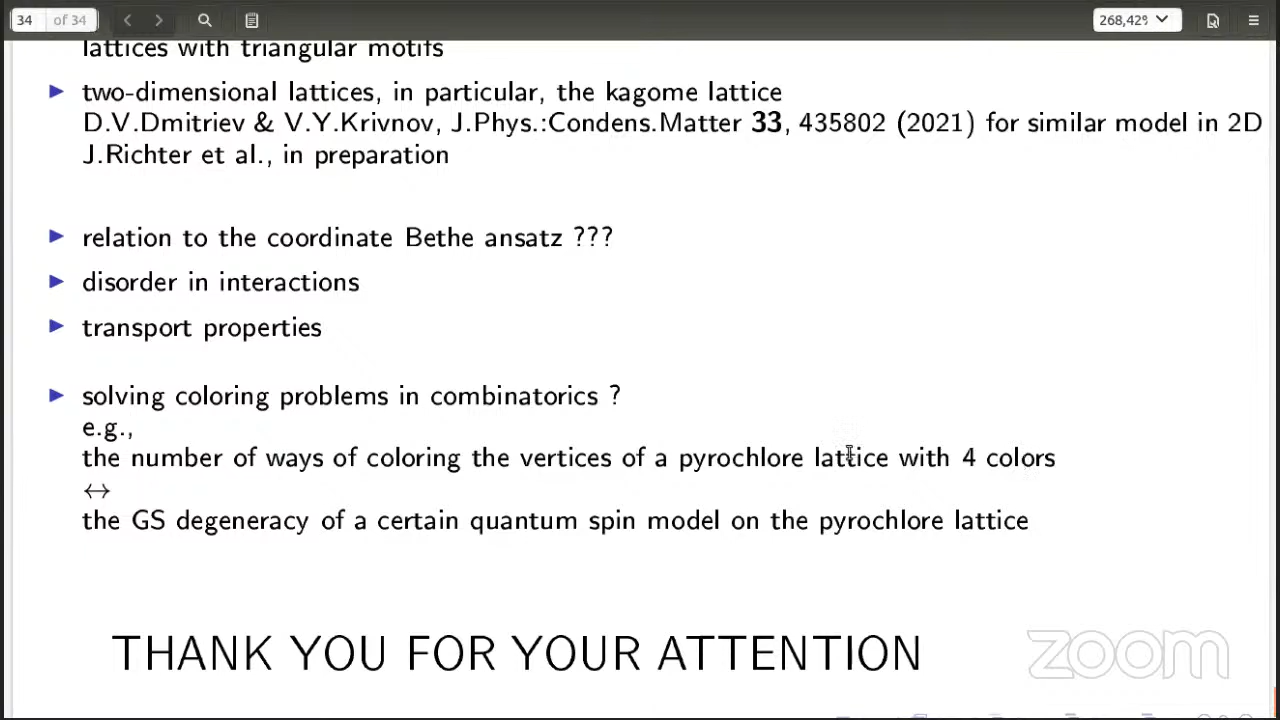 34 of 34
268,42%
lattices with triangular motifs
▶ two-dimensional lattices, in particular, the kagome lattice
D.V.Dmitriev & V.Y.Krivnov, J.Phys.:Condens.Matter 33, 435802 (2021) for similar model in 2D
J.Richter et al., in preparation
▶ relation to the coordinate Bethe ansatz ???
▶ disorder in interactions
▶ transport properties
▶ solving coloring problems in combinatorics ?
e.g.,
the number of ways of coloring the vertices of a pyrochlore lattice with 4 colors
↔
the GS degeneracy of a certain quantum spin model on the pyrochlore lattice
THANK YOU FOR YOUR ATTENTION
zoom